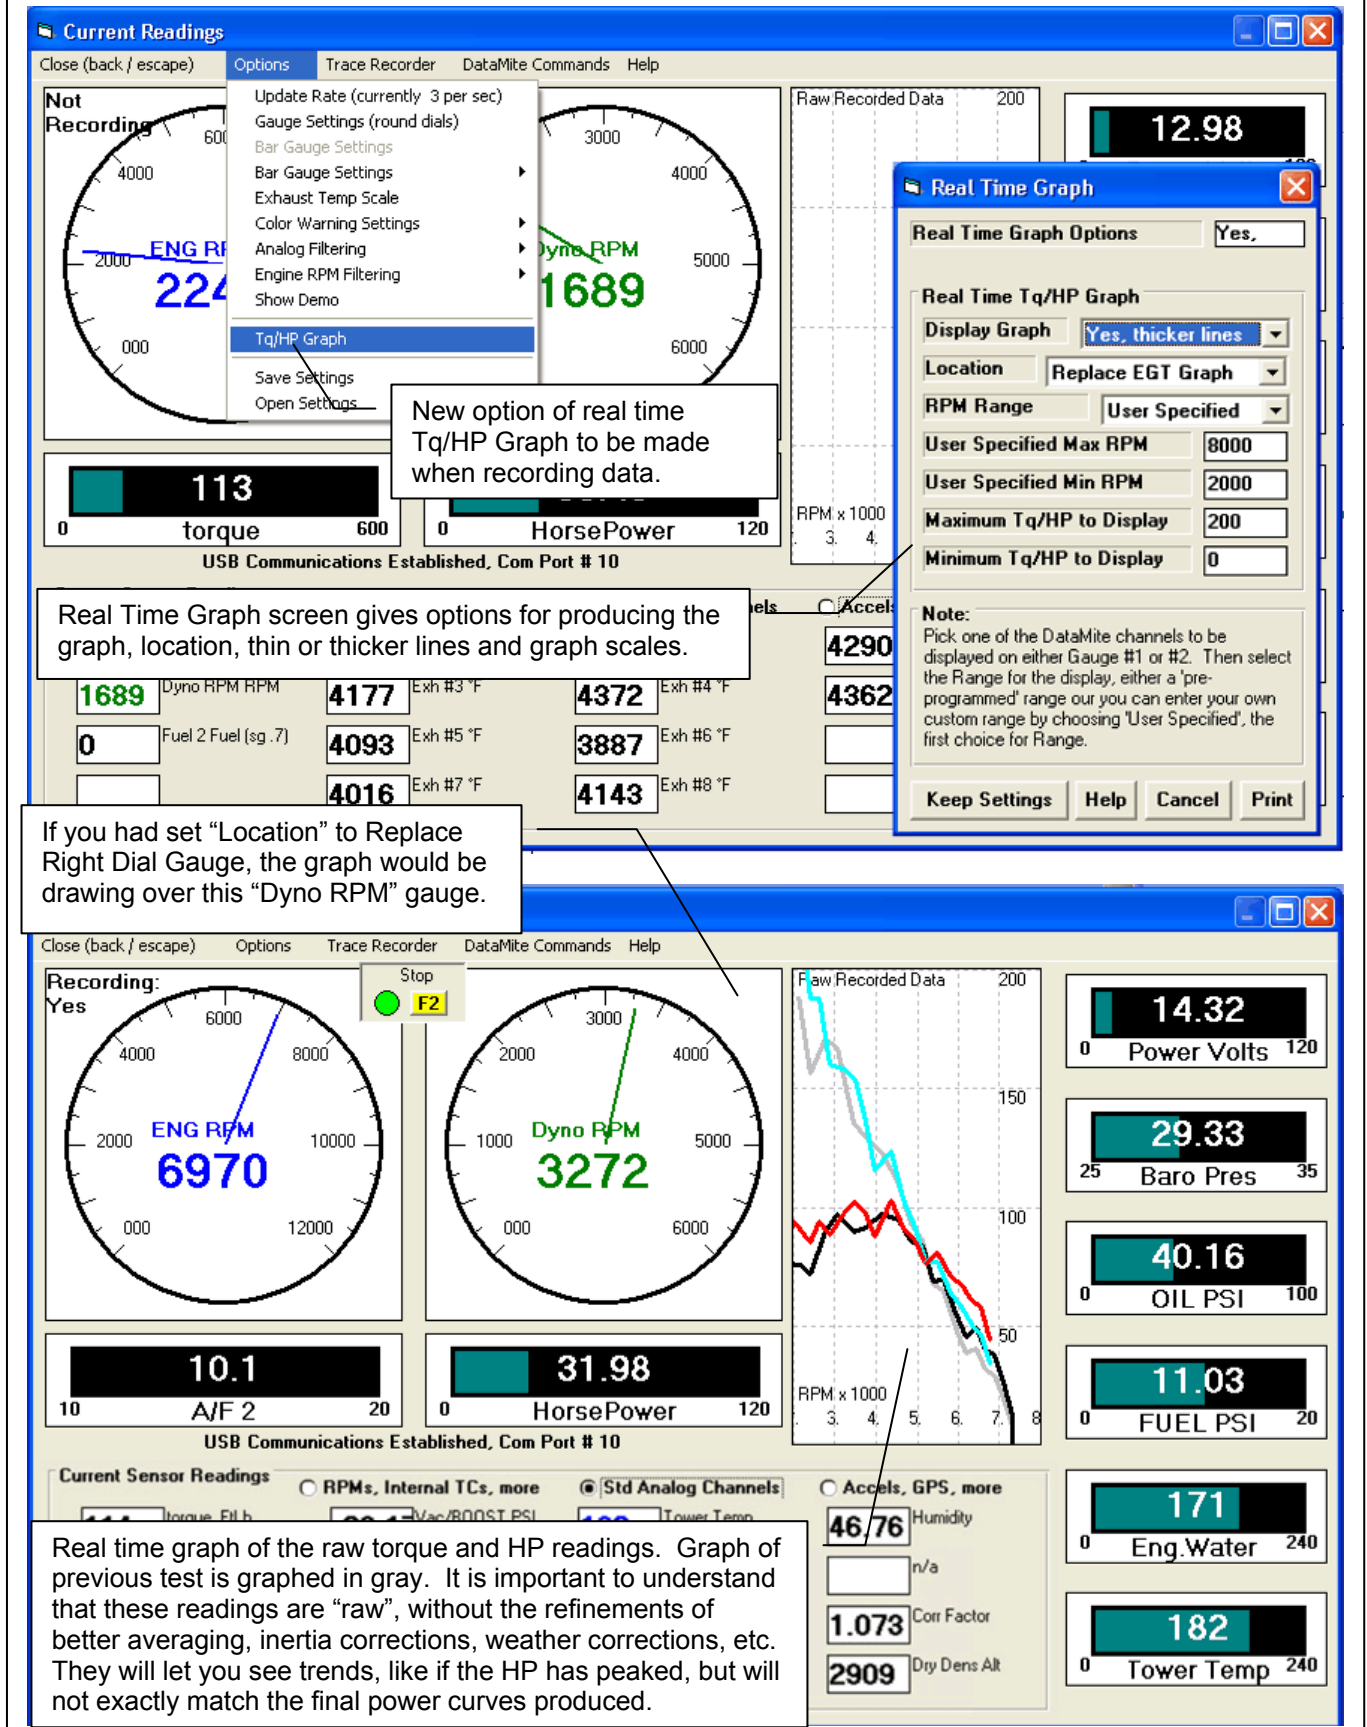 Current Readings
Close (back / escape) Options Trace Recorder DataMite Commands Help
Not
Recording
Update Rate (currently 3 per sec)
Gauge Settings (round dials)
Bar Gauge Settings
Bar Gauge Settings
Exhaust Temp Scale
Color Warning Settings
Analog Filtering
Engine RPM Filtering
Show Demo
Tq/HP Graph
Save Settings
Open Settings
4000
2000
000
ENG
224
3000
4000
5000
6000
Dyno RPM
1689
Raw Recorded Data 200
RPM x 1000
3. 4.
12.98
Real Time Graph
Real Time Graph Options Yes,
Real Time Tq/HP Graph
Display Graph Yes, thicker lines
Location Replace EGT Graph
RPM Range User Specified
User Specified Max RPM 8000
User Specified Min RPM 2000
Maximum Tq/HP to Display 200
Minimum Tq/HP to Display 0
Note:
Pick one of the DataMite channels to be
displayed on either Gauge #1 or #2. Then select
the Range for the display, either a 'pre-
programmed' range our you can enter your own
custom range by choosing 'User Specified', the
first choice for Range.
Keep Settings Help Cancel Print
New option of real time
Tq/HP Graph to be made
when recording data.
113
0 torque 600
0 HorsePower 120
USB Communications Established, Com Port # 10
Real Time Graph screen gives options for producing the
graph, location, thin or thicker lines and graph scales.
Accels
4290
1689 Dyno RPM RPM 4177 Exh #3 °F 4372 Exh #4 °F 4362
0 Fuel 2 Fuel (sg .7) 4093 Exh #5 °F 3887 Exh #6 °F
4016 Exh #7 °F 4143 Exh #8 °F
If you had set “Location” to Replace
Right Dial Gauge, the graph would be
drawing over this “Dyno RPM” gauge.
Close (back / escape) Options Trace Recorder DataMite Commands Help
Recording:
Yes
Stop
F2
6000
4000 8000
2000 10000
000 12000
ENG RPM
6970
3000
2000 4000
1000 5000
000 6000
Dyno RPM
3272
Raw Recorded Data 200
150
100
50
RPM x 1000
3. 4. 5. 6. 7. 8
14.32
0 Power Volts 120
29.33
25 Baro Pres 35
40.16
0 OIL PSI 100
11.03
0 FUEL PSI 20
171
0 Eng.Water 240
182
0 Tower Temp 240
10.1
10 A/F 2 20
31.98
0 HorsePower 120
USB Communications Established, Com Port # 10
Current Sensor Readings RPMs, Internal TCs, more Std Analog Channels Accels, GPS, more
torque FtLb Vac/BOOST PSI Tower Temp
46.76 Humidity
n/a
1.073 Corr Factor
2909 Dry Dens Alt
Real time graph of the raw torque and HP readings. Graph of
previous test is graphed in gray. It is important to understand
that these readings are “raw”, without the refinements of
better averaging, inertia corrections, weather corrections, etc.
They will let you see trends, like if the HP has peaked, but will
not exactly match the final power curves produced.